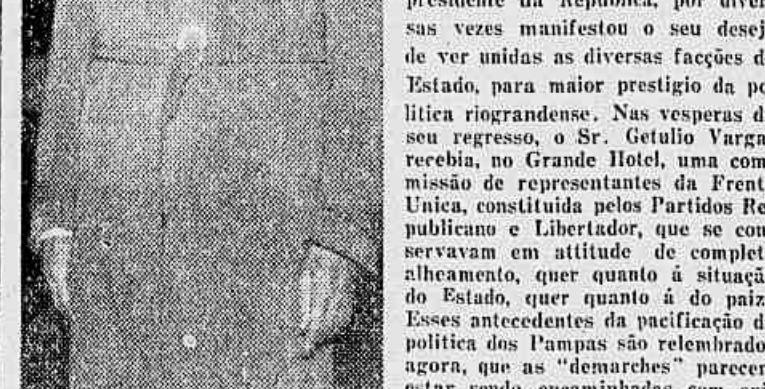 presidente da Republica, por diver
sas vezes manifestou o seu desej
de ver unidas as diversas facções d
Estado, para maior prestigio da po
litica riograndense. Nas vesperas d
seu regresso, o Sr. Getulio Varga
recebia, no Grande Hotel, uma com
missão de representantes da Frent
Unica, constituida pelos Partidos Re
publicano e Libertador, que se con
servavam em attitude de complet
alheamento, quer quanto á situaçã
do Estado, quer quanto á do paiz
Esses antecedentes da pacificação d
politica dos Pampas são relembrado
agora, que as "demarches" parecem
estar sendo encaminhadas com